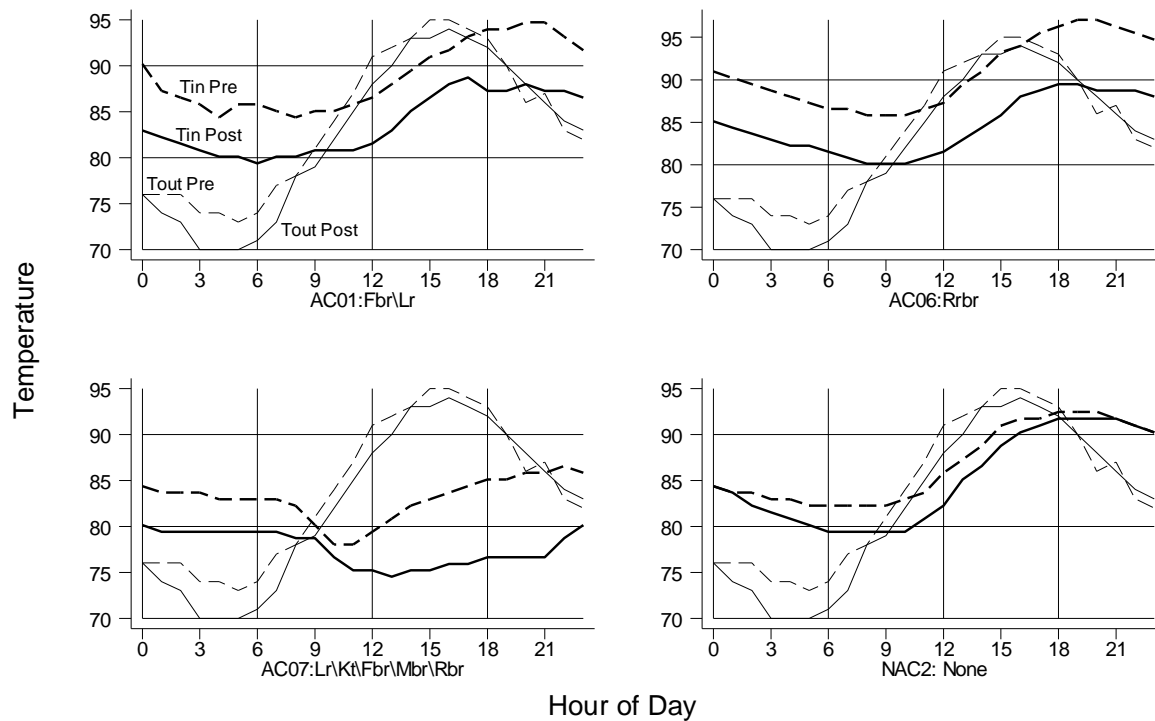 95
90
85
80
75
70
Tin Pre
Tin Post
Tout Pre
Tout Post
0 3 6 9 12 15 18 21
AC01:Fbr\Lr
95
90
85
80
75
70
0 3 6 9 12 15 18 21
AC06:Rrbr
Temperature
95
90
85
80
75
70
0 3 6 9 12 15 18 21
AC07:Lr\Kt\Fbr\Mbr\Rbr
95
90
85
80
75
70
0 3 6 9 12 15 18 21
NAC2: None
Hour of Day